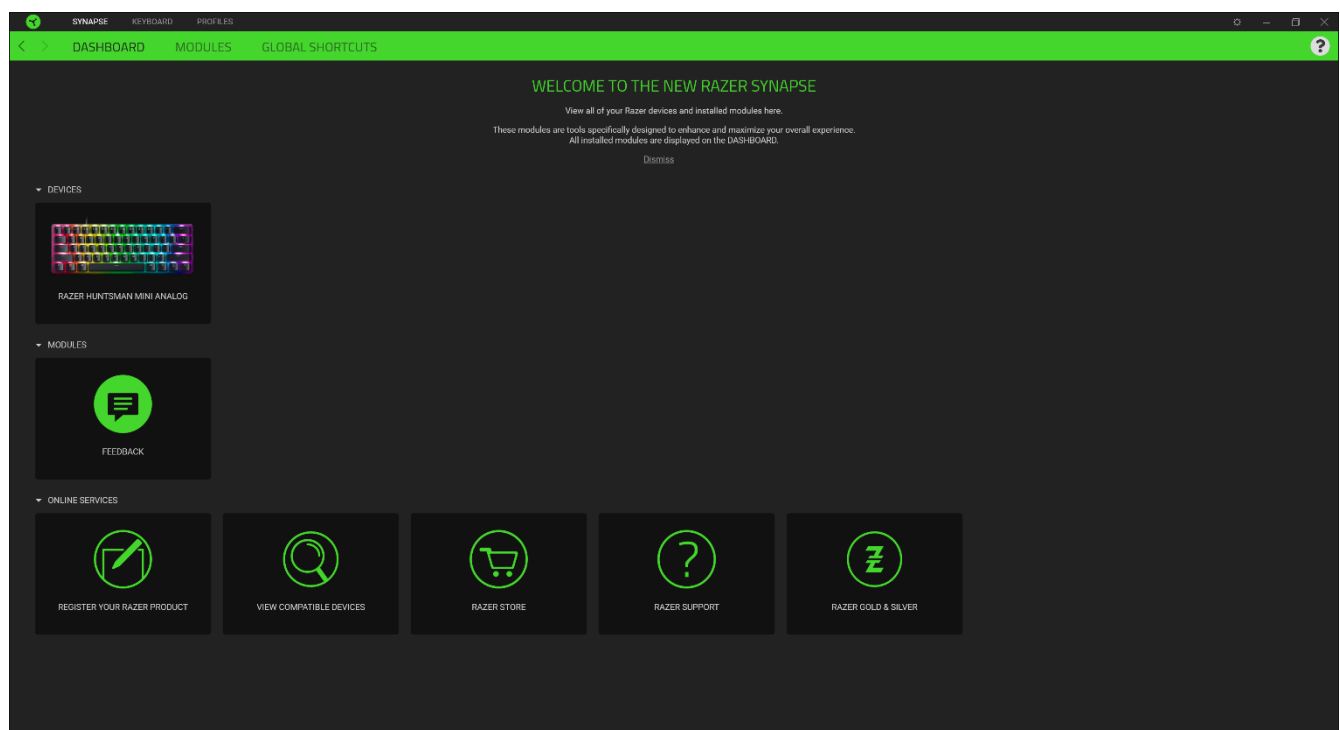 SYNAPSE KEYBOARD PROFILES
DASHBOARD MODULES GLOBAL SHORTCUTS ?
WELCOME TO THE NEW RAZER SYNAPSE
View all of your Razer devices and installed modules here.
These modules are tools specifically designed to enhance and maximize your overall experience.
All installed modules are displayed on the DASHBOARD.
Dismiss
DEVICES
RAZER HUNTSMAN MINI ANALOG
MODULES
FEEDBACK
ONLINE SERVICES
REGISTER YOUR RAZER PRODUCT VIEW COMPATIBLE DEVICES RAZER STORE RAZER SUPPORT RAZER GOLD & SILVER